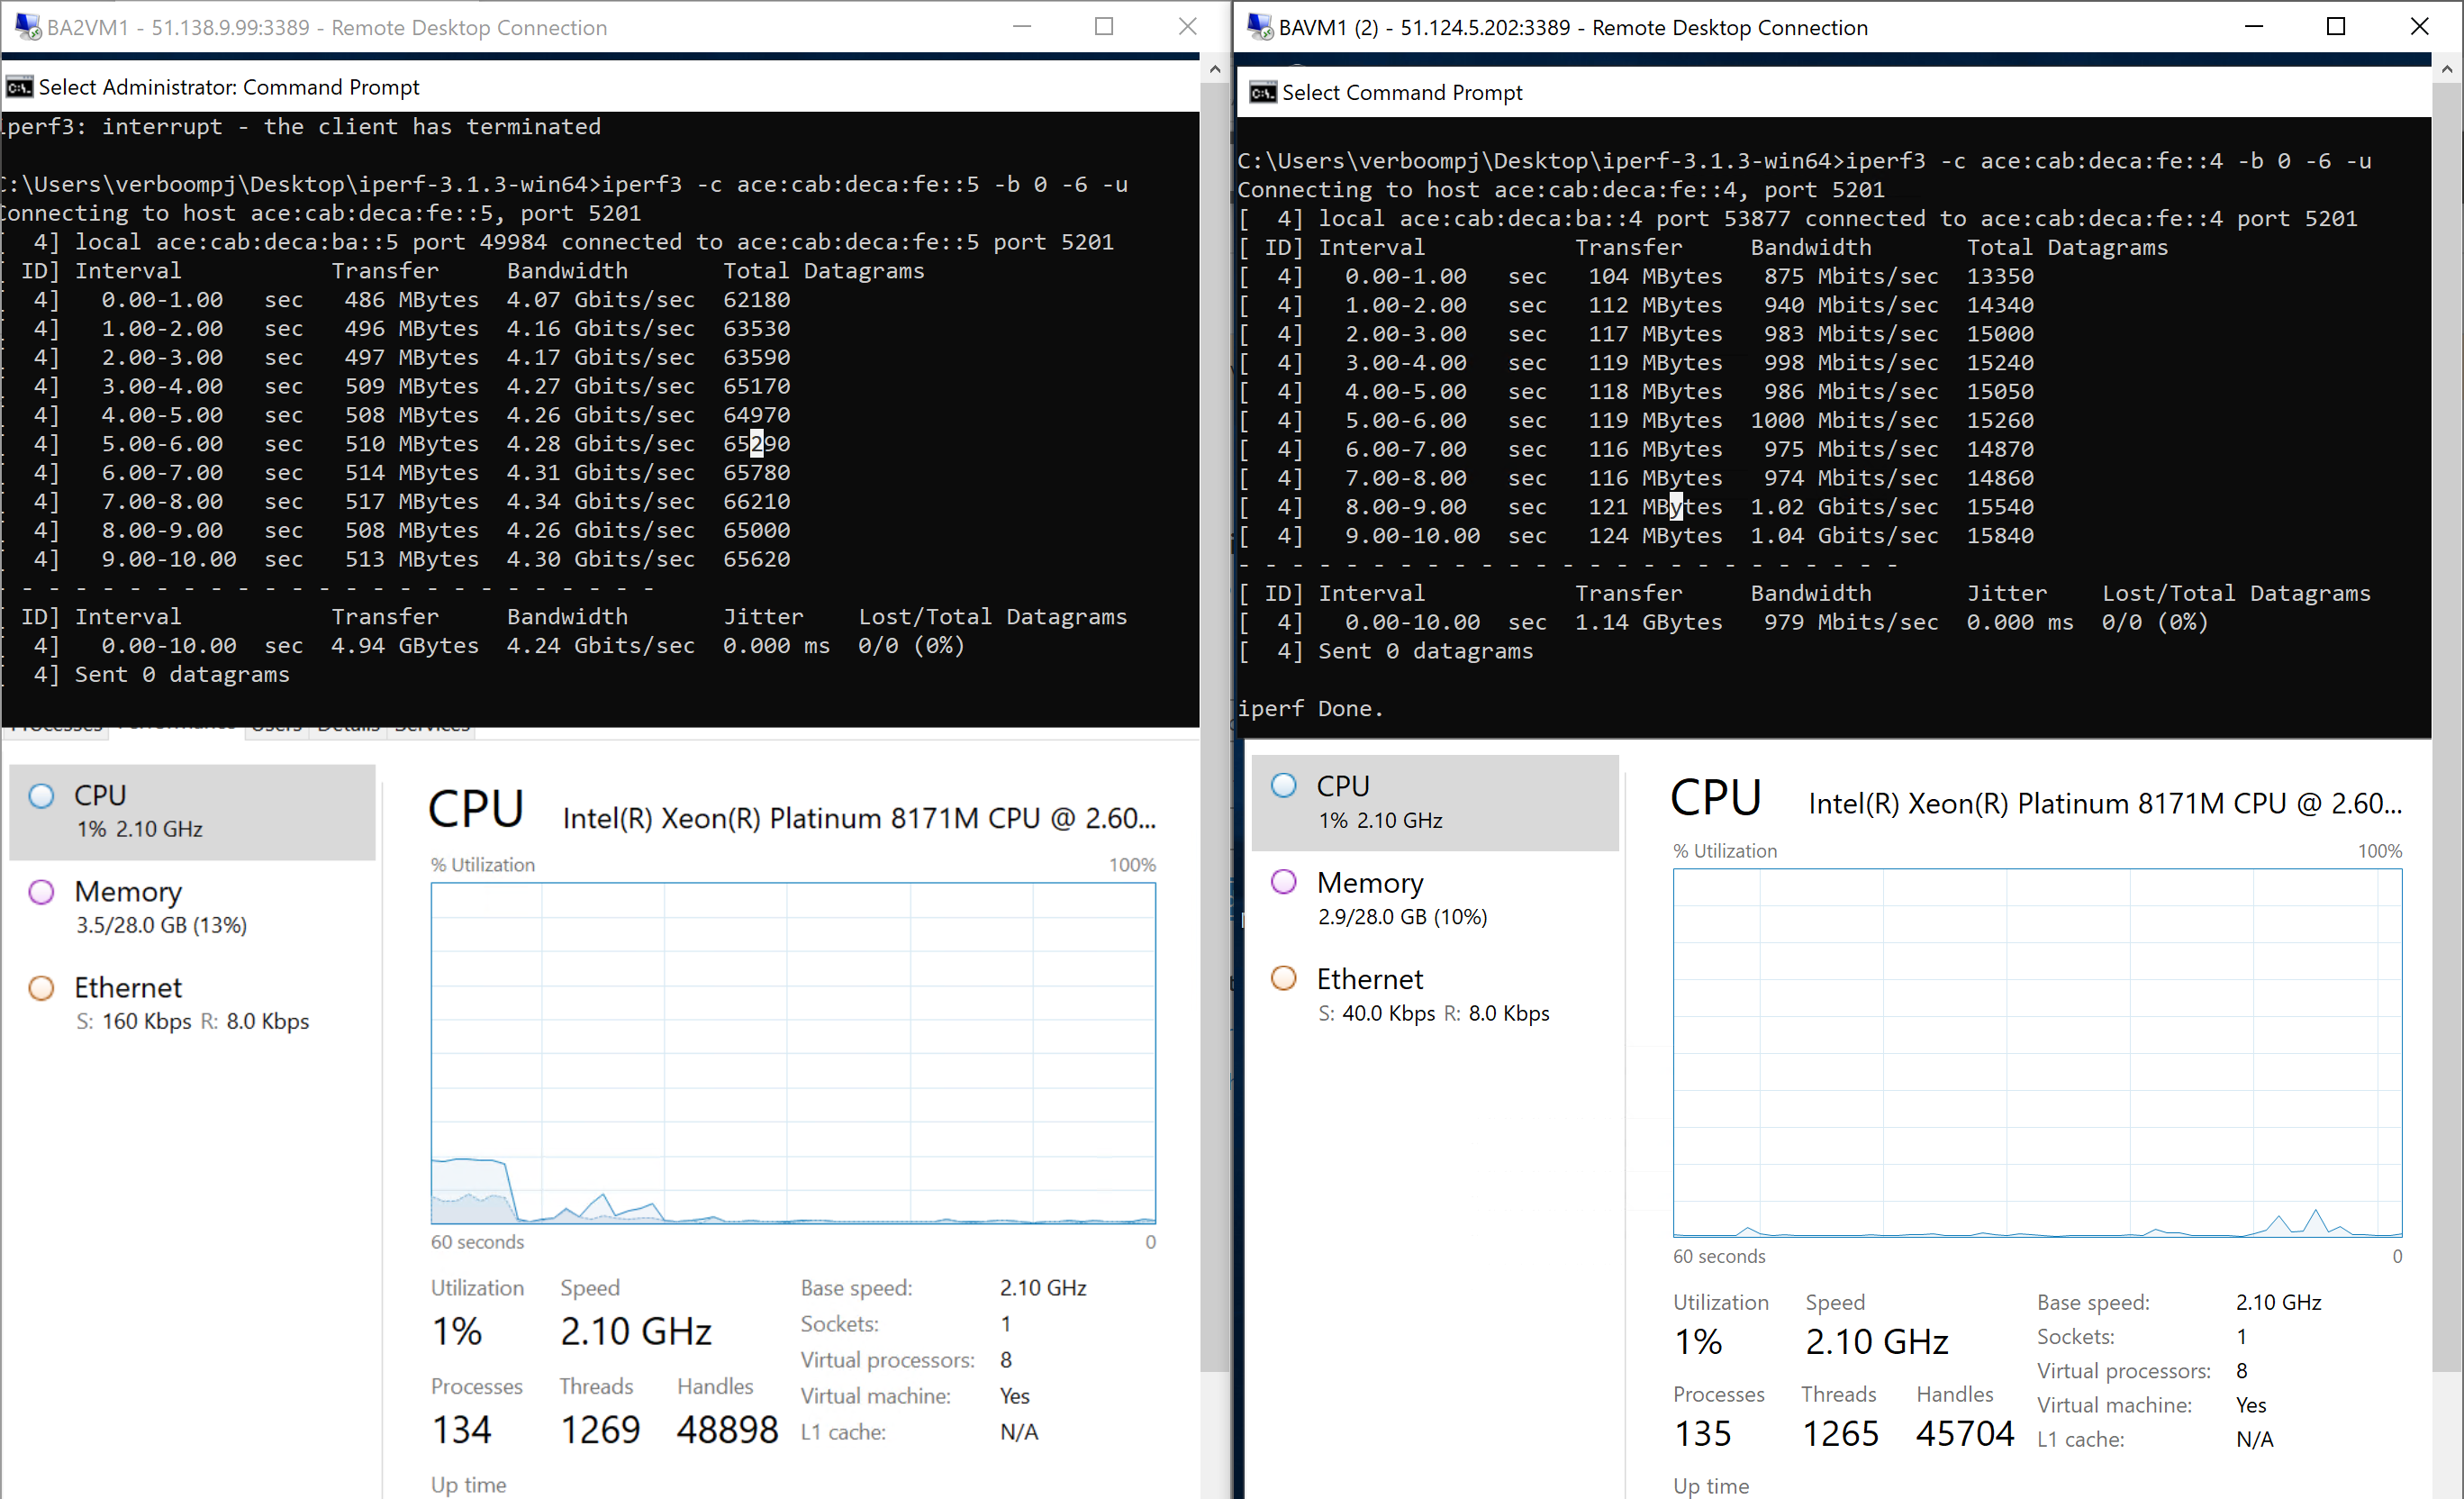 BA2VM1 - 51.138.9.99:3389 - Remote Desktop Connection
Select Administrator: Command Prompt
iperf3: interrupt - the client has terminated
C:\Users\verboompj\Desktop\iperf-3.1.3-win64>iperf3 -c ace:cab:deca:fe::5 -b 0 -6 -u
Connecting to host ace:cab:deca:fe::5, port 5201
[  4] local ace:cab:deca:ba::5 port 49984 connected to ace:cab:deca:fe::5 port 5201
[ ID] Interval           Transfer     Bandwidth       Total Datagrams
[  4]   0.00-1.00   sec   486 MBytes  4.07 Gbits/sec  62180
[  4]   1.00-2.00   sec   496 MBytes  4.16 Gbits/sec  63530
[  4]   2.00-3.00   sec   497 MBytes  4.17 Gbits/sec  63590
[  4]   3.00-4.00   sec   509 MBytes  4.27 Gbits/sec  65170
[  4]   4.00-5.00   sec   508 MBytes  4.26 Gbits/sec  64970
[  4]   5.00-6.00   sec   510 MBytes  4.28 Gbits/sec  65290
[  4]   6.00-7.00   sec   514 MBytes  4.31 Gbits/sec  65780
[  4]   7.00-8.00   sec   517 MBytes  4.34 Gbits/sec  66210
[  4]   8.00-9.00   sec   508 MBytes  4.26 Gbits/sec  65000
[  4]   9.00-10.00  sec   513 MBytes  4.30 Gbits/sec  65620
- - - - - - - - - - - - - - - - - - - - - - - - -
[ ID] Interval           Transfer     Bandwidth       Jitter    Lost/Total Datagrams
[  4]   0.00-10.00  sec  4.94 GBytes  4.24 Gbits/sec  0.000 ms  0/0 (0%)
[  4] Sent 0 datagrams
Processes Performance Users Details Services
CPU
1% 2.10 GHz
Memory
3.5/28.0 GB (13%)
Ethernet
S: 160 Kbps R: 8.0 Kbps
CPU Intel(R) Xeon(R) Platinum 8171M CPU @ 2.60...
% Utilization 100%
60 seconds 0
Utilization Speed
1% 2.10 GHz
Processes Threads Handles
134 1269 48898
Up time
Base speed: 2.10 GHz
Sockets: 1
Virtual processors: 8
Virtual machine: Yes
L1 cache: N/A
BAVM1 (2) - 51.124.5.202:3389 - Remote Desktop Connection
Select Command Prompt
C:\Users\verboompj\Desktop\iperf-3.1.3-win64>iperf3 -c ace:cab:deca:fe::4 -b 0 -6 -u
Connecting to host ace:cab:deca:fe::4, port 5201
[  4] local ace:cab:deca:ba::4 port 53877 connected to ace:cab:deca:fe::4 port 5201
[ ID] Interval           Transfer     Bandwidth       Total Datagrams
[  4]   0.00-1.00   sec   104 MBytes   875 Mbits/sec  13350
[  4]   1.00-2.00   sec   112 MBytes   940 Mbits/sec  14340
[  4]   2.00-3.00   sec   117 MBytes   983 Mbits/sec  15000
[  4]   3.00-4.00   sec   119 MBytes   998 Mbits/sec  15240
[  4]   4.00-5.00   sec   118 MBytes   986 Mbits/sec  15050
[  4]   5.00-6.00   sec   119 MBytes  1000 Mbits/sec  15260
[  4]   6.00-7.00   sec   116 MBytes   975 Mbits/sec  14870
[  4]   7.00-8.00   sec   116 MBytes   974 Mbits/sec  14860
[  4]   8.00-9.00   sec   121 MBytes  1.02 Gbits/sec  15540
[  4]   9.00-10.00  sec   124 MBytes  1.04 Gbits/sec  15840
- - - - - - - - - - - - - - - - - - - - - - - - -
[ ID] Interval           Transfer     Bandwidth       Jitter    Lost/Total Datagrams
[  4]   0.00-10.00  sec  1.14 GBytes   979 Mbits/sec  0.000 ms  0/0 (0%)
[  4] Sent 0 datagrams
iperf Done.
CPU
1% 2.10 GHz
Memory
2.9/28.0 GB (10%)
Ethernet
S: 40.0 Kbps R: 8.0 Kbps
CPU Intel(R) Xeon(R) Platinum 8171M CPU @ 2.60...
% Utilization 100%
60 seconds 0
Utilization Speed
1% 2.10 GHz
Processes Threads Handles
135 1265 45704
Up time
Base speed: 2.10 GHz
Sockets: 1
Virtual processors: 8
Virtual machine: Yes
L1 cache: N/A